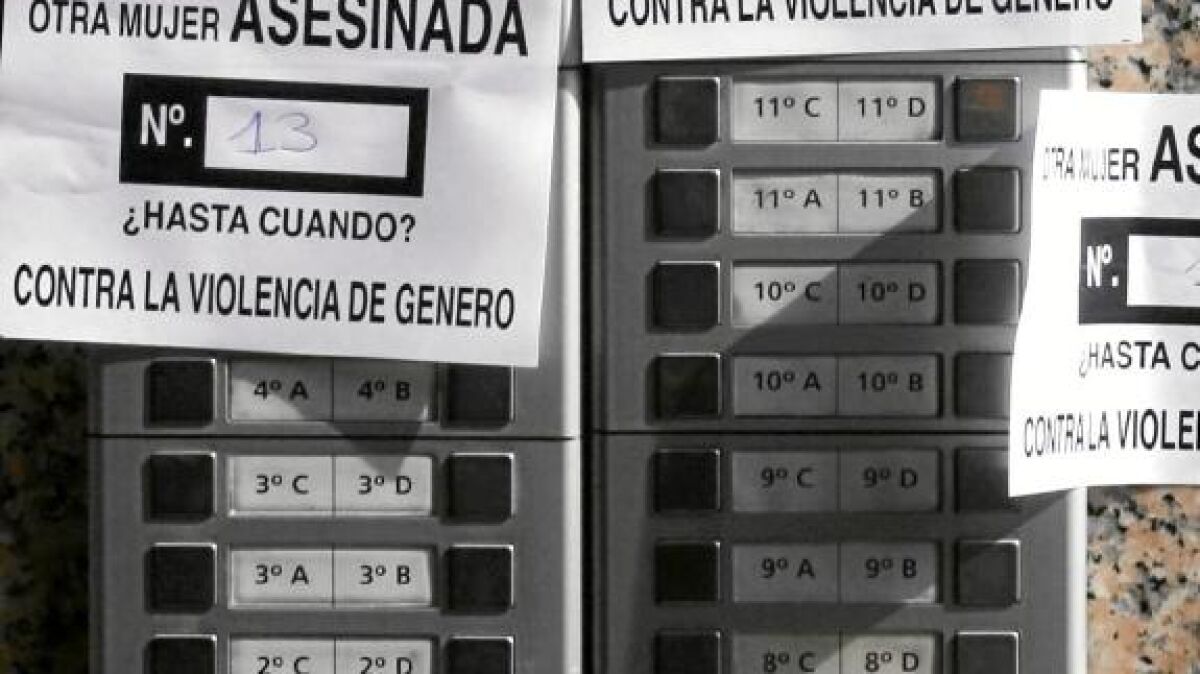 OTRA MUJER ASESINADA
Nº. 13
¿HASTA CUANDO?
CONTRA LA VIOLENCIA DE GENERO
4º A 4º B
3º C 3º D
3º A 3º B
2º C 2º D
CONTRA LA VIOLENCIA DE GENERO
11º C 11º D
11º A 11º B
10º C 10º D
10º A 10º B
9º C 9º D
9º A 9º B
8º C 8º D
OTRA MUJER
Nº.
¿HASTA
CONTRA LA